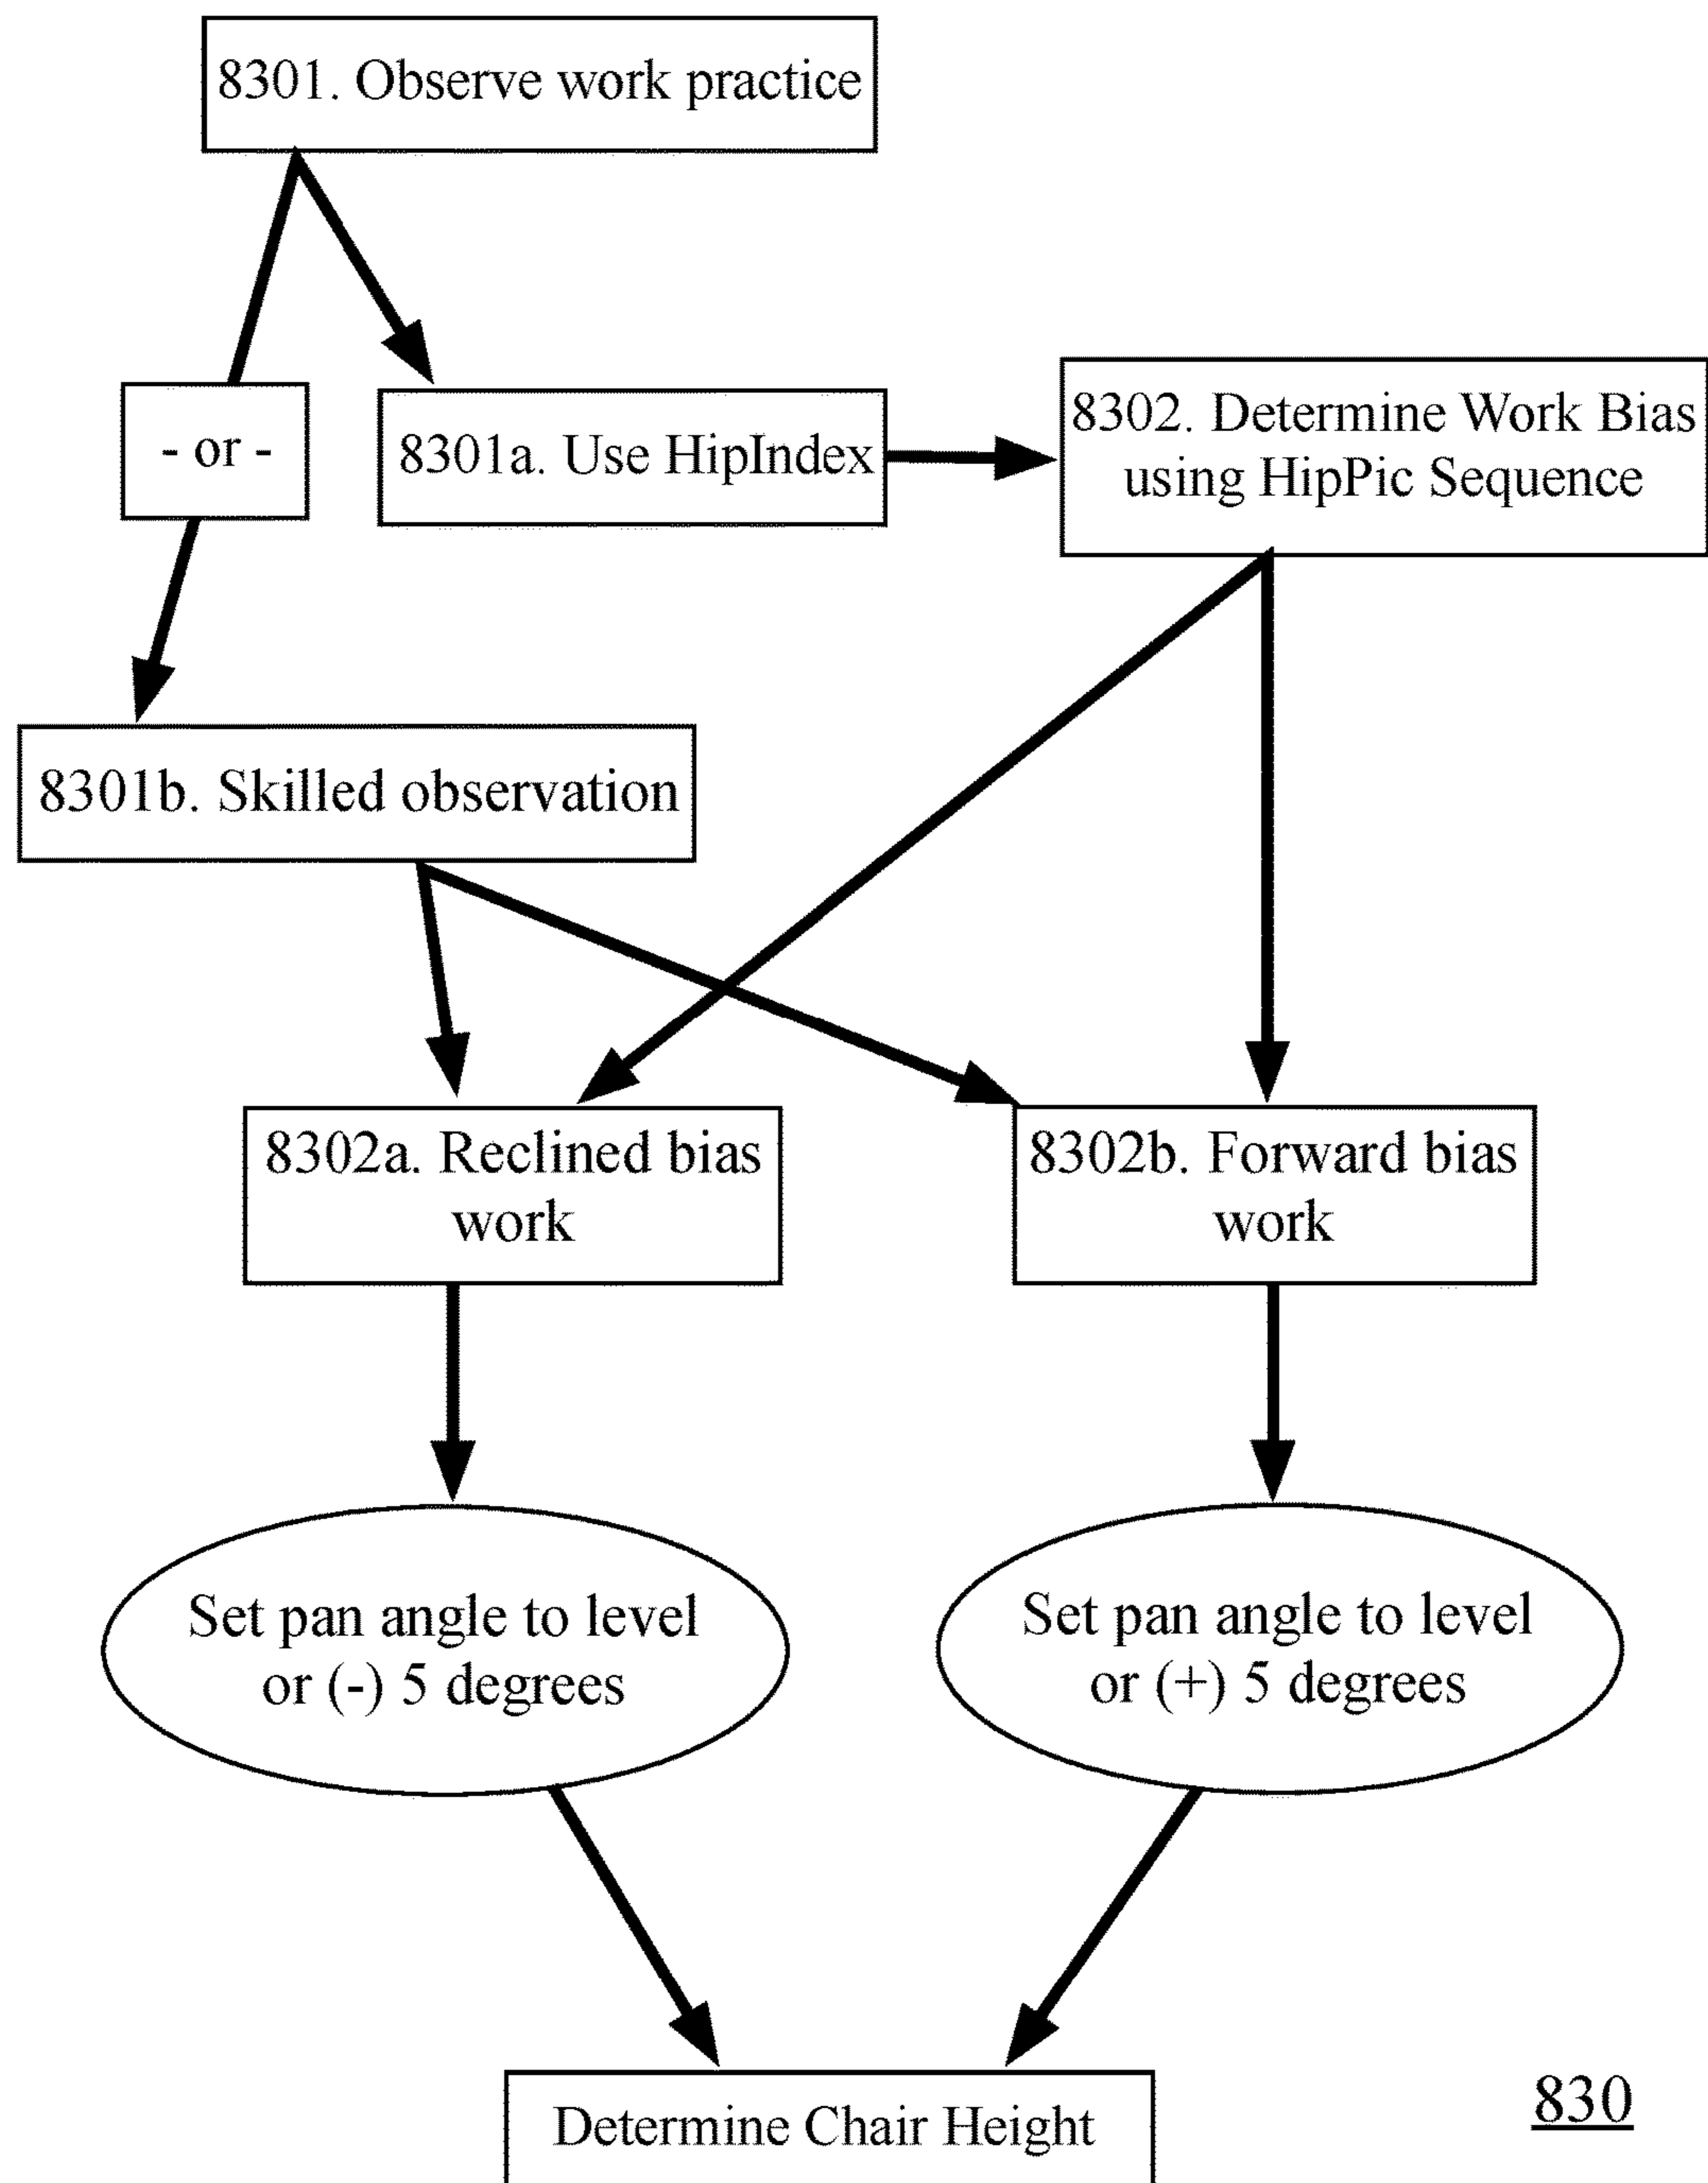 8301. Observe work practice
- or -
8301a. Use HipIndex
8302. Determine Work Bias
using HipPic Sequence
8301b. Skilled observation
8302a. Reclined bias
work
8302b. Forward bias
work
Set pan angle to level
or (-) 5 degrees
Set pan angle to level
or (+) 5 degrees
Determine Chair Height
830